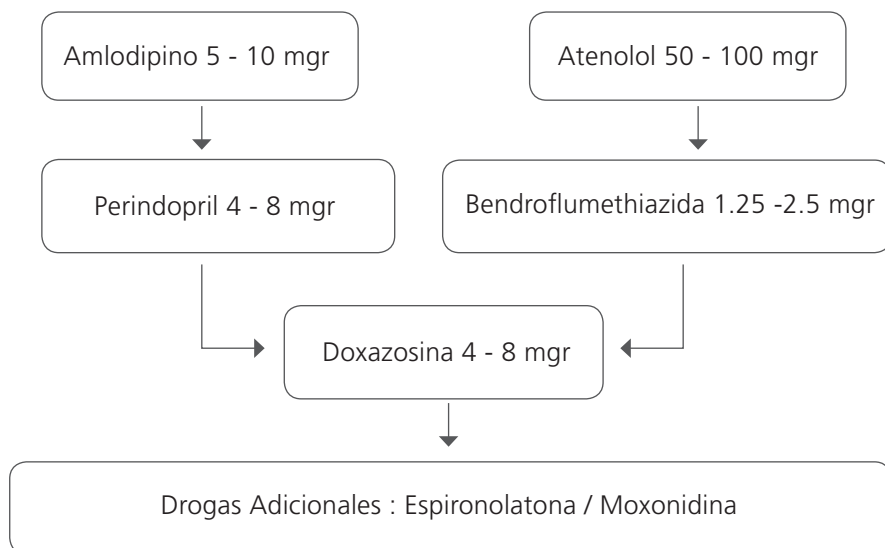 Amlodipino 5 - 10 mgr
Atenolol 50 - 100 mgr
Perindopril 4 - 8 mgr
Bendroflumethiazida 1.25 -2.5 mgr
Doxazosina 4 - 8 mgr
Drogas Adicionales : Espironolatona / Moxonidina